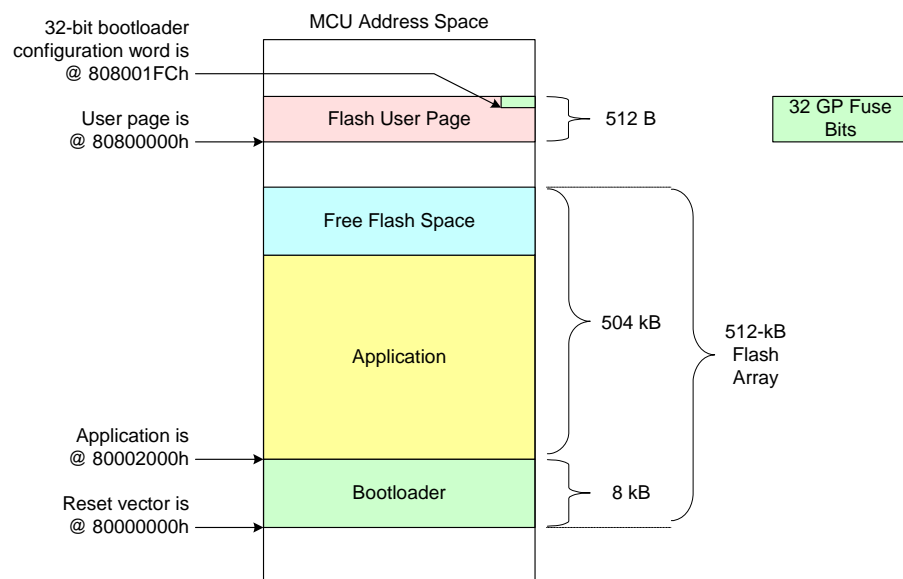 MCU Address Space
32-bit bootloader
configuration word is
@ 808001FCh
User page is
@ 80800000h
Flash User Page
512 B
32 GP Fuse
Bits
Free Flash Space
Application
504 kB
512-kB
Flash
Array
Application is
@ 80002000h
Bootloader
8 kB
Reset vector is
@ 80000000h